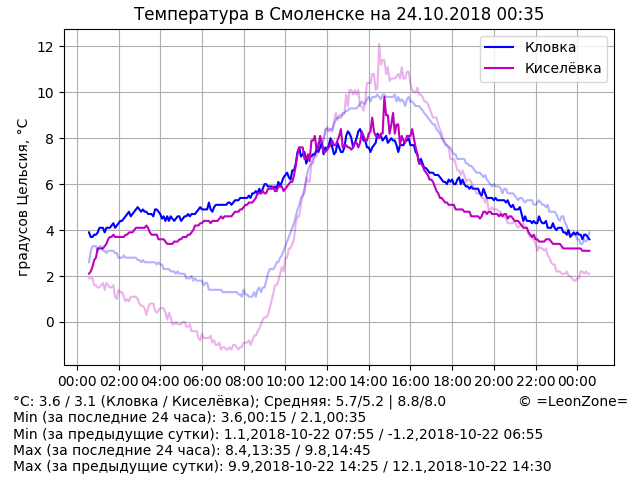 Температура в Смоленске на 24.10.2018 00:35
Кловка
Киселёвка
градусов Цельсия, °C
12
10
8
6
4
2
0
00:00 02:00 04:00 06:00 08:00 10:00 12:00 14:00 16:00 18:00 20:00 22:00 00:00
°C: 3.6 / 3.1 (Кловка / Киселёвка); Средняя: 5.7/5.2 | 8.8/8.0 © =LeonZone=
Min (за последние 24 часа): 3.6,00:15 / 2.1,00:35
Min (за предыдущие сутки): 1.1,2018-10-22 07:55 / -1.2,2018-10-22 06:55
Max (за последние 24 часа): 8.4,13:35 / 9.8,14:45
Max (за предыдущие сутки): 9.9,2018-10-22 14:25 / 12.1,2018-10-22 14:30